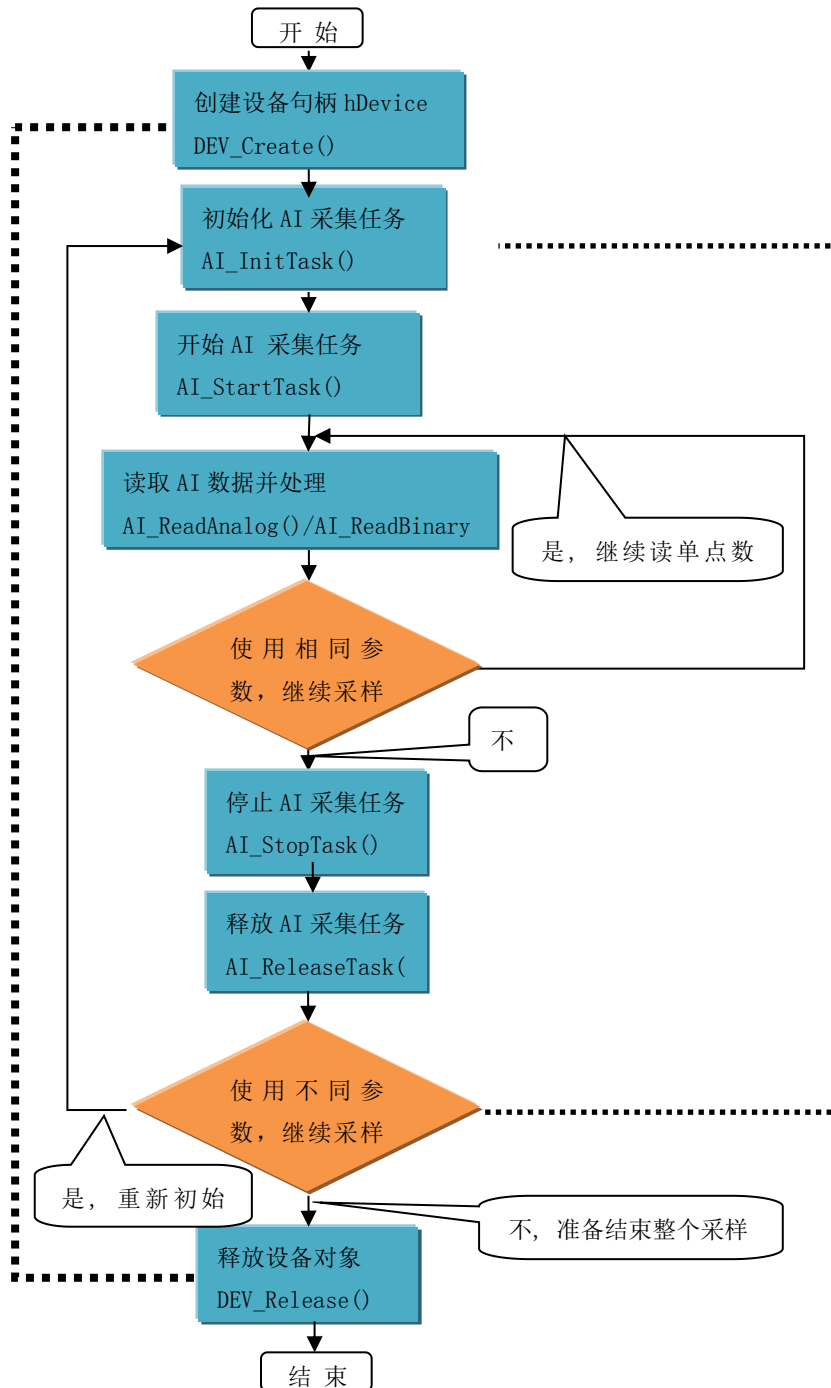 开 始
创建设备句柄 hDevice
DEV_Create()
初始化 AI 采集任务
AI_InitTask()
开始 AI 采集任务
AI_StartTask()
读取 AI 数据并处理
AI_ReadAnalog()/AI_ReadBinary
是, 继续读单点数
使用相同参
数，继续采样
不
停止 AI 采集任务
AI_StopTask()
释放 AI 采集任务
AI_ReleaseTask(
使用不同参
数，继续采样
是, 重新初始
不, 准备结束整个采样
释放设备对象
DEV_Release()
结 束